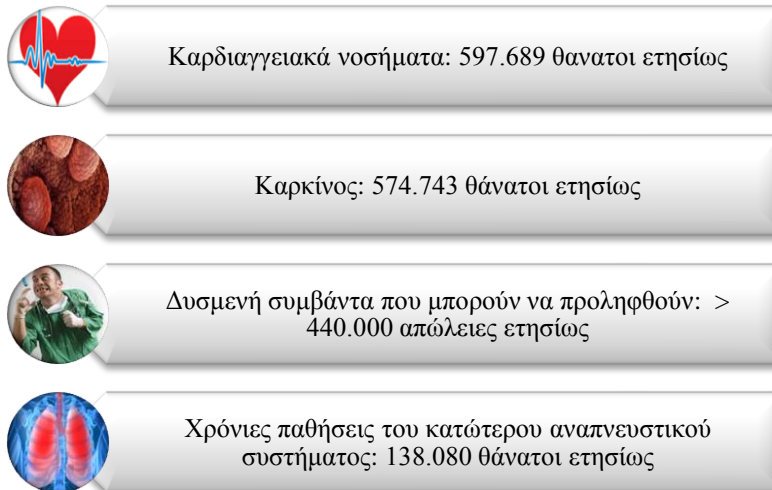 Καρδιαγγειακά νοσήματα: 597.689 θανατοι ετησίως
Καρκίνος: 574.743 θάνατοι ετησίως
Δυσμενή συμβάντα που μπορούν να προληφθούν: >
440.000 απώλειες ετησίως
Χρόνιες παθήσεις του κατώτερου αναπνευστικού
συστήματος: 138.080 θάνατοι ετησίως